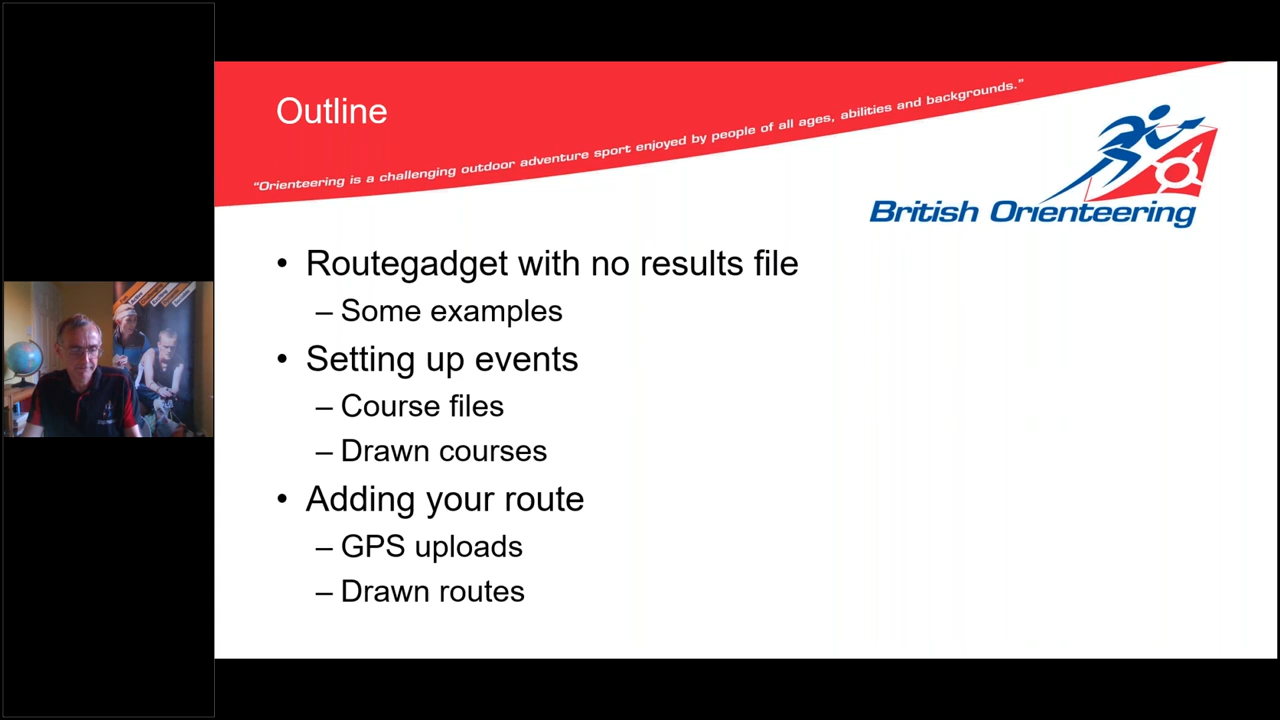 Outline
"Orienteering is a challenging outdoor adventure sport enjoyed by people of all ages, abilities and backgrounds."
British Orienteering
• Routegadget with no results file
– Some examples
• Setting up events
– Course files
– Drawn courses
• Adding your route
– GPS uploads
– Drawn routes